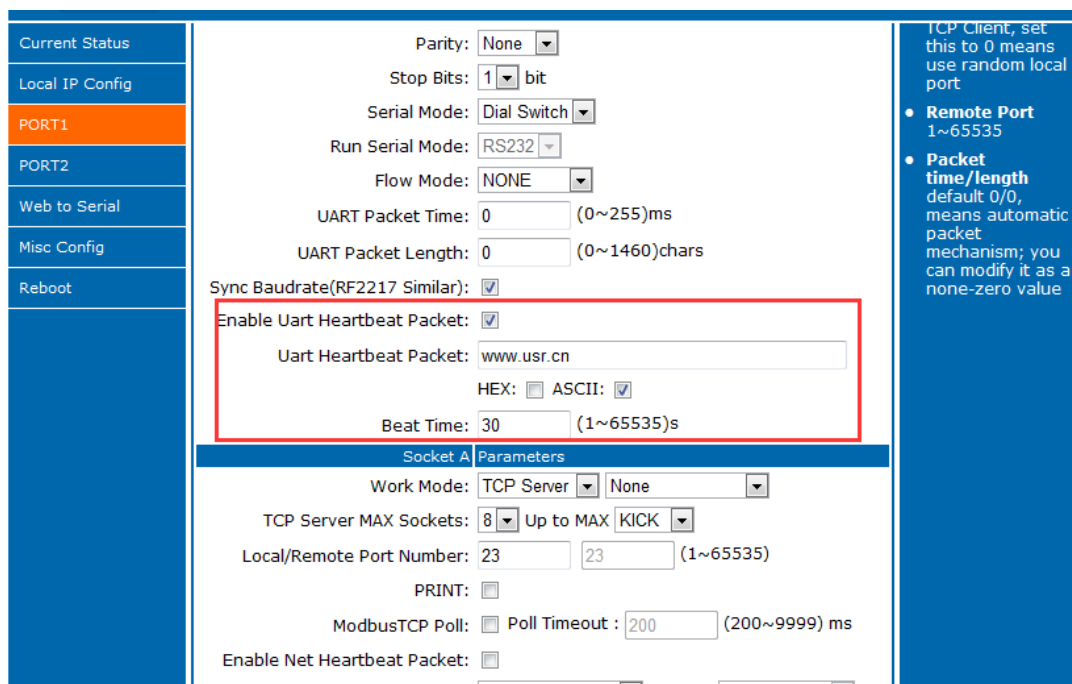 Current Status
Local IP Config
PORT1
PORT2
Web to Serial
Misc Config
Reboot
Parity: None
Stop Bits: 1 bit
Serial Mode: Dial Switch
Run Serial Mode: RS232
Flow Mode: NONE
UART Packet Time: 0 (0~255)ms
UART Packet Length: 0 (0~1460)chars
Sync Baudrate(RF2217 Similar):
Enable Uart Heartbeat Packet:
Uart Heartbeat Packet: www.usr.cn
HEX: ASCII:
Beat Time: 30 (1~65535)s
Socket A Parameters
Work Mode: TCP Server None
TCP Server MAX Sockets: 8 Up to MAX KICK
Local/Remote Port Number: 23 23 (1~65535)
PRINT:
ModbusTCP Poll: Poll Timeout : 200 (200~9999) ms
Enable Net Heartbeat Packet:
TCP Client, set
this to 0 means
use random local
port
• Remote Port
1~65535
• Packet
time/length
default 0/0,
means automatic
packet
mechanism; you
can modify it as a
none-zero value